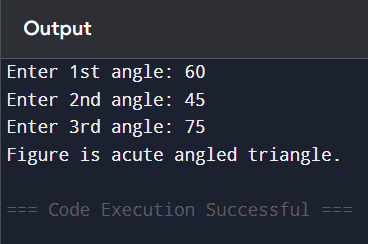 Output
Enter 1st angle: 60
Enter 2nd angle: 45
Enter 3rd angle: 75
Figure is acute angled triangle.
=== Code Execution Successful ===